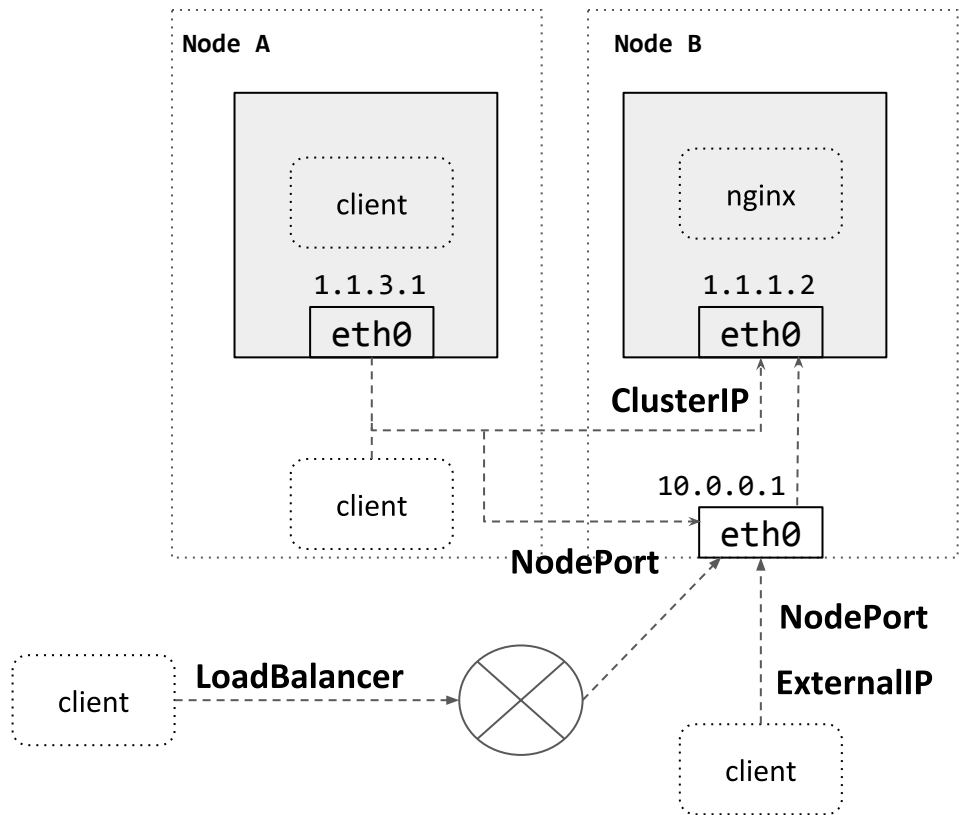 Node A
Node B
client
nginx
1.1.3.1
1.1.1.2
eth0
eth0
ClusterIP
client
10.0.0.1
eth0
NodePort
NodePort
LoadBalancer
ExternalIP
client
client